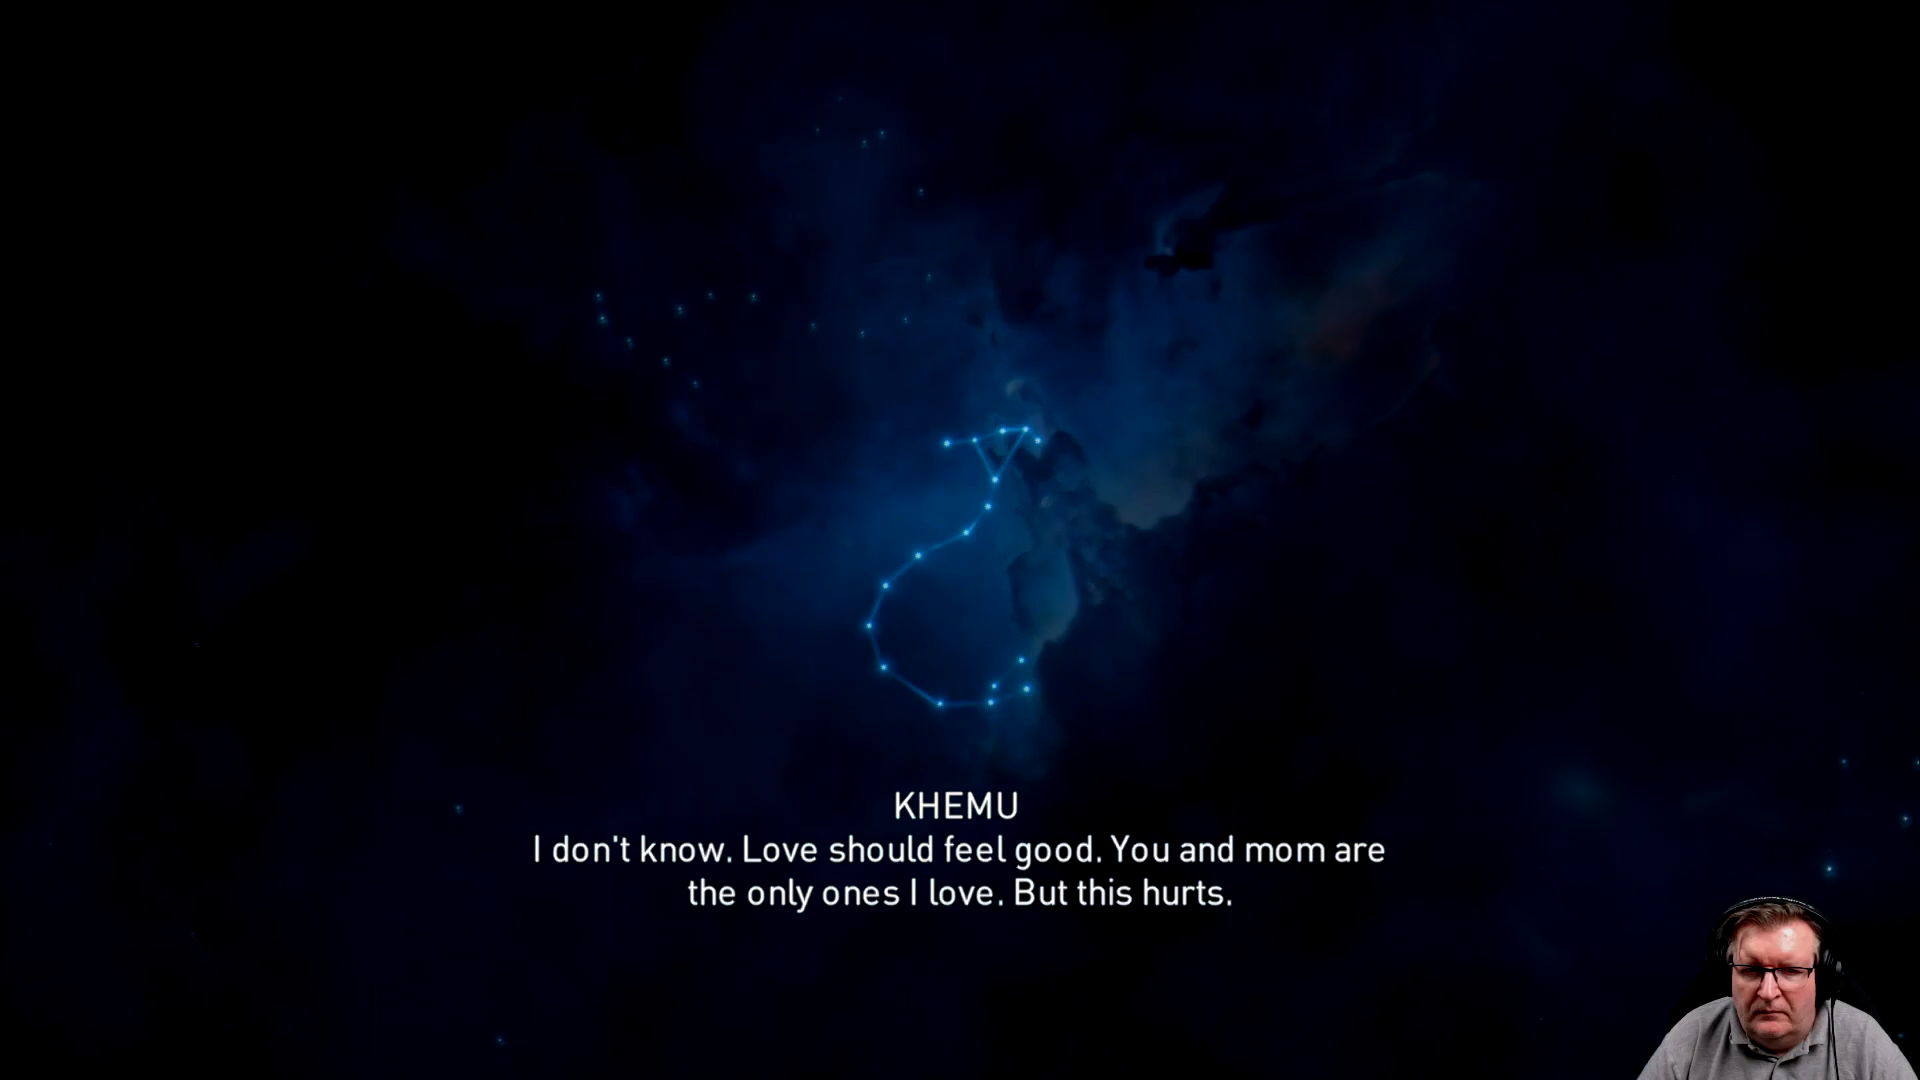 KHEMU
I don't know. Love should feel good. You and mom are
the only ones I love. But this hurts.